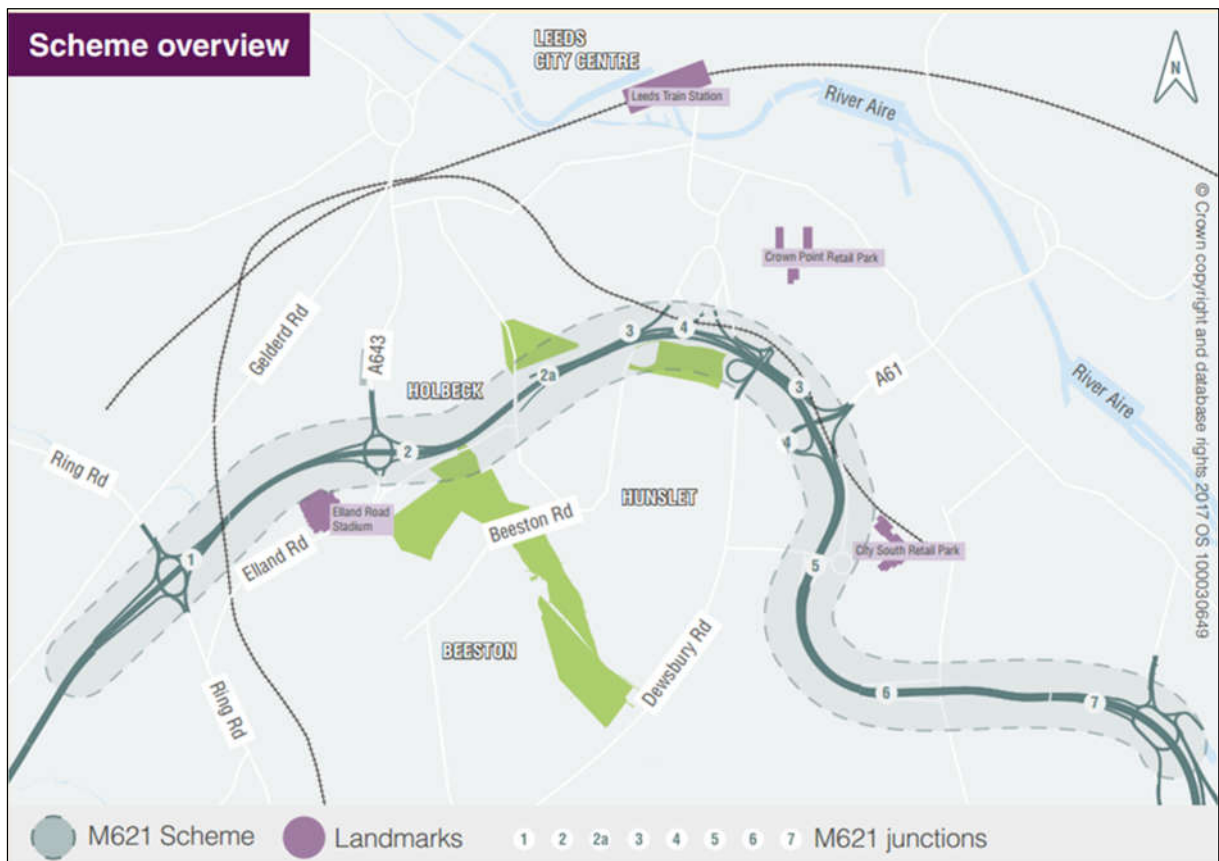 Scheme overview
LEEDS
CITY CENTRE
N
Leeds Train Station
River Aire
© Crown copyright and database rights 2017 OS 100030649
Crown Point Retail Park
Gelderd Rd
A643
3
4
HOLBECK
2a
3
A61
River Aire
Ring Rd
2
4
Elland Road
Stadium
HUNSLET
Beeston Rd
Elland Rd
1
City South Retail Park
5
BEESTON
Dewsbury Rd
Ring Rd
6
7
M621 Scheme
Landmarks
1 2 2a 3 4 5 6 7 M621 junctions